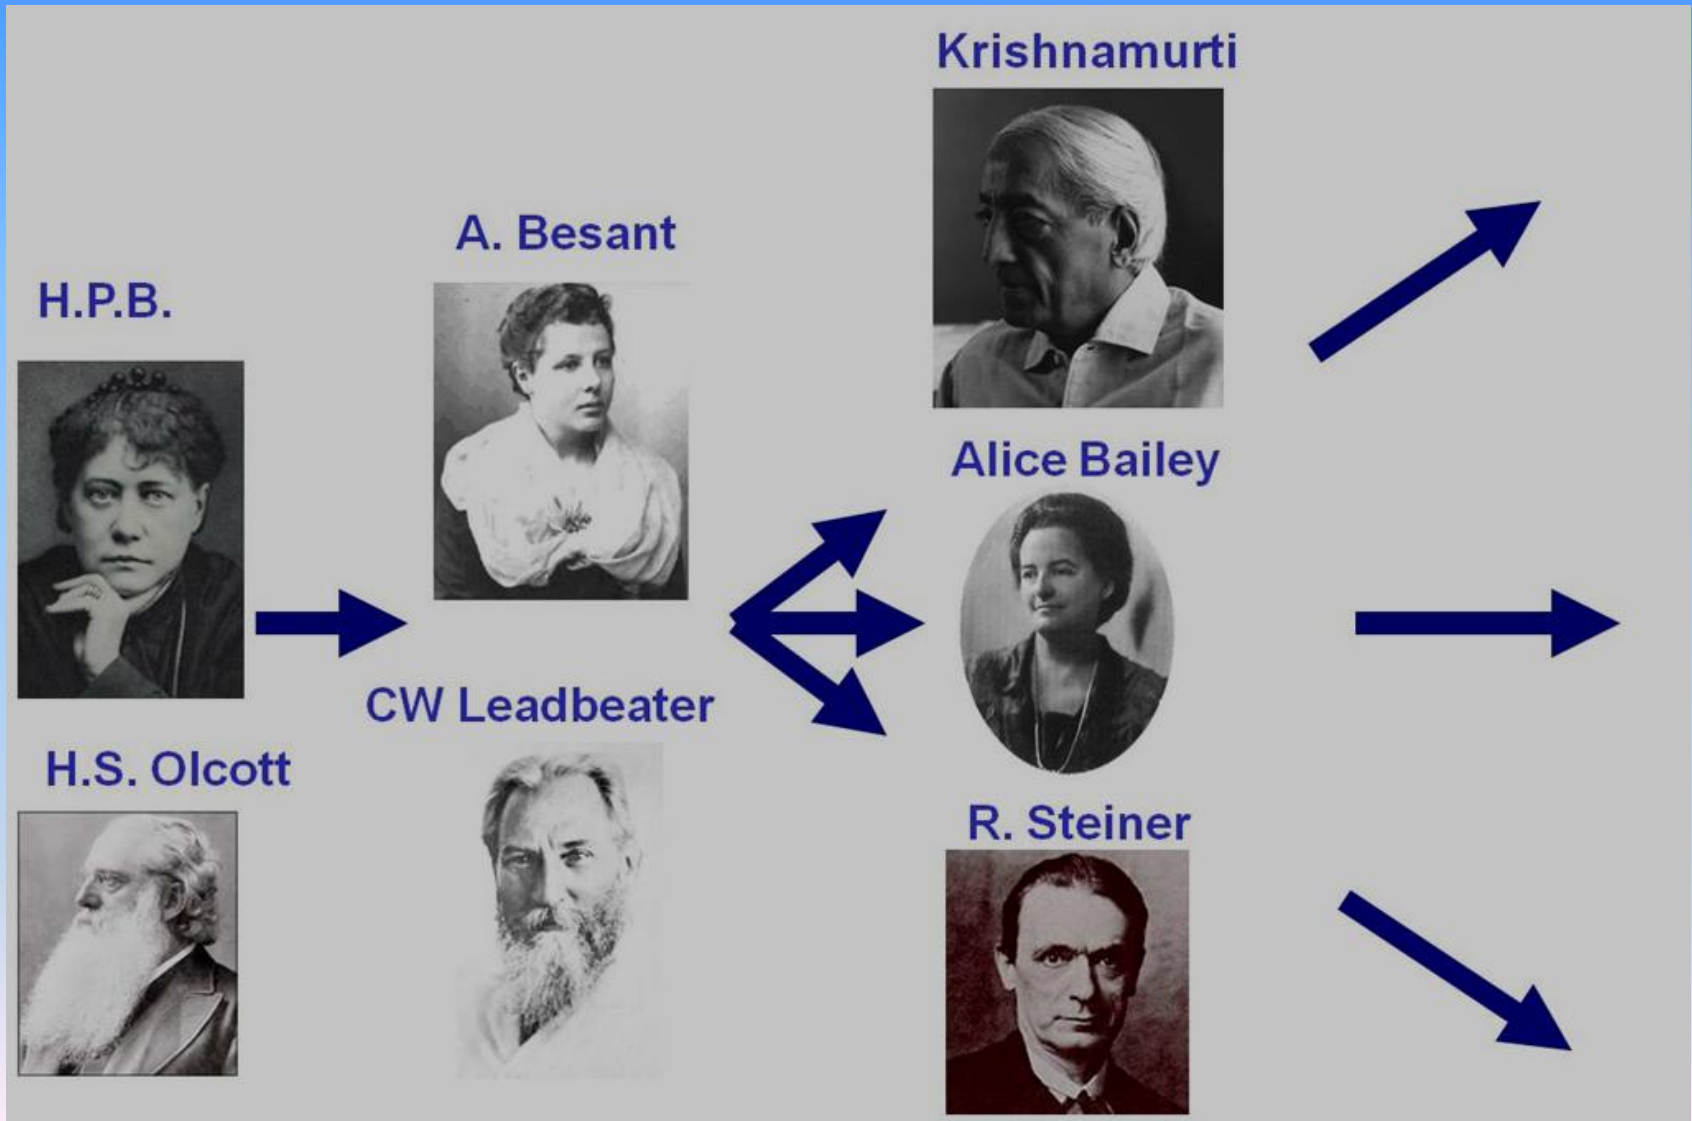 H.P.B.
H.S. Olcott
A. Besant
CW Leadbeater
Krishnamurti
Alice Bailey
R. Steiner